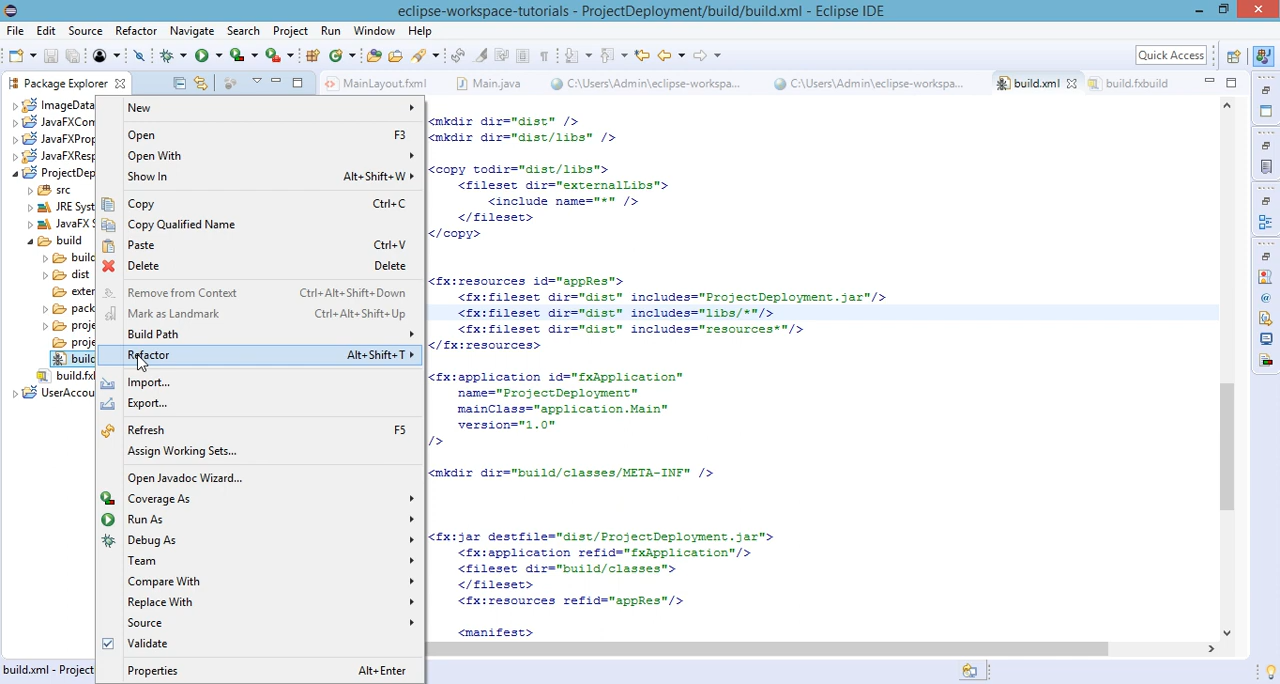 eclipse-workspace-tutorials - ProjectDeployment/build/build.xml - Eclipse IDE
File Edit Source Refactor Navigate Search Project Run Window Help
Quick Access
Package Explorer
MainLayout.fxml Main.java C:\Users\Admin\eclipse-workspa... C:\Users\Admin\eclipse-workspa... build.xml build.fxbuild
ImageData
JavaFXCom
JavaFXProp
JavaFXResp
ProjectDep
src
JRE Syst
JavaFX S
build
build
dist
exter
pack
proje
proje
build
build.fxl
UserAccou
New
Open F3
Open With
Show In Alt+Shift+W
Copy Ctrl+C
Copy Qualified Name
Paste Ctrl+V
Delete Delete
Remove from Context Ctrl+Alt+Shift+Down
Mark as Landmark Ctrl+Alt+Shift+Up
Build Path
Refactor Alt+Shift+T
Import...
Export...
Refresh F5
Assign Working Sets...
Open Javadoc Wizard...
Coverage As
Run As
Debug As
Team
Compare With
Replace With
Source
Validate
Properties Alt+Enter
<mkdir dir="dist" />
<mkdir dir="dist/libs" />
<copy todir="dist/libs">
<fileset dir="externalLibs">
<include name="*" />
</fileset>
</copy>
<fx:resources id="appRes">
<fx:fileset dir="dist" includes="ProjectDeployment.jar"/>
<fx:fileset dir="dist" includes="libs/*"/>
<fx:fileset dir="dist" includes="resources*"/>
</fx:resources>
<fx:application id="fxApplication"
name="ProjectDeployment"
mainClass="application.Main"
version="1.0"
/>
<mkdir dir="build/classes/META-INF" />
<fx:jar destfile="dist/ProjectDeployment.jar">
<fx:application refid="fxApplication"/>
<fileset dir="build/classes">
</fileset>
<fx:resources refid="appRes"/>
<manifest>
build.xml - Project